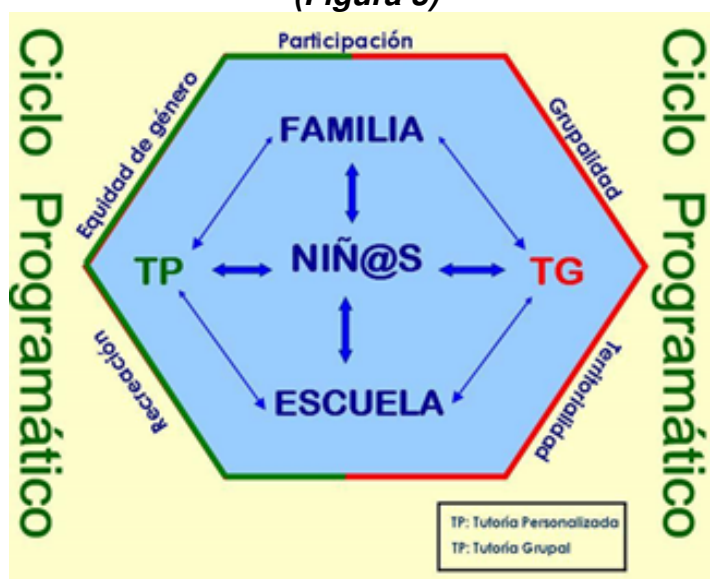 (Figura 3)
Participación
Ciclo Programático
Equidad de género
Grupalidad
Ciclo Programático
FAMILIA
TP
NIÑ@S
TG
ESCUELA
Recreación
Territorialidad
TP: Tutoría Personalizada
TP: Tutoría Grupal